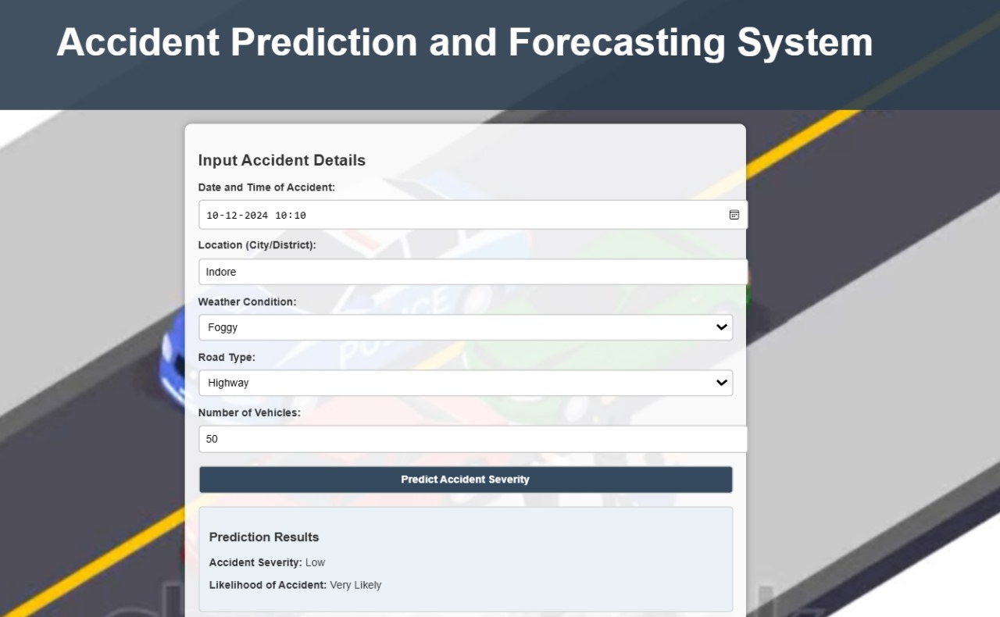 Accident Prediction and Forecasting System
Input Accident Details
Date and Time of Accident:
10-12-2024 10:10
Location (City/District):
Indore
Weather Condition:
Foggy
Road Type:
Highway
Number of Vehicles:
50
Predict Accident Severity
Prediction Results
Accident Severity: Low
Likelihood of Accident: Very Likely
POLICE